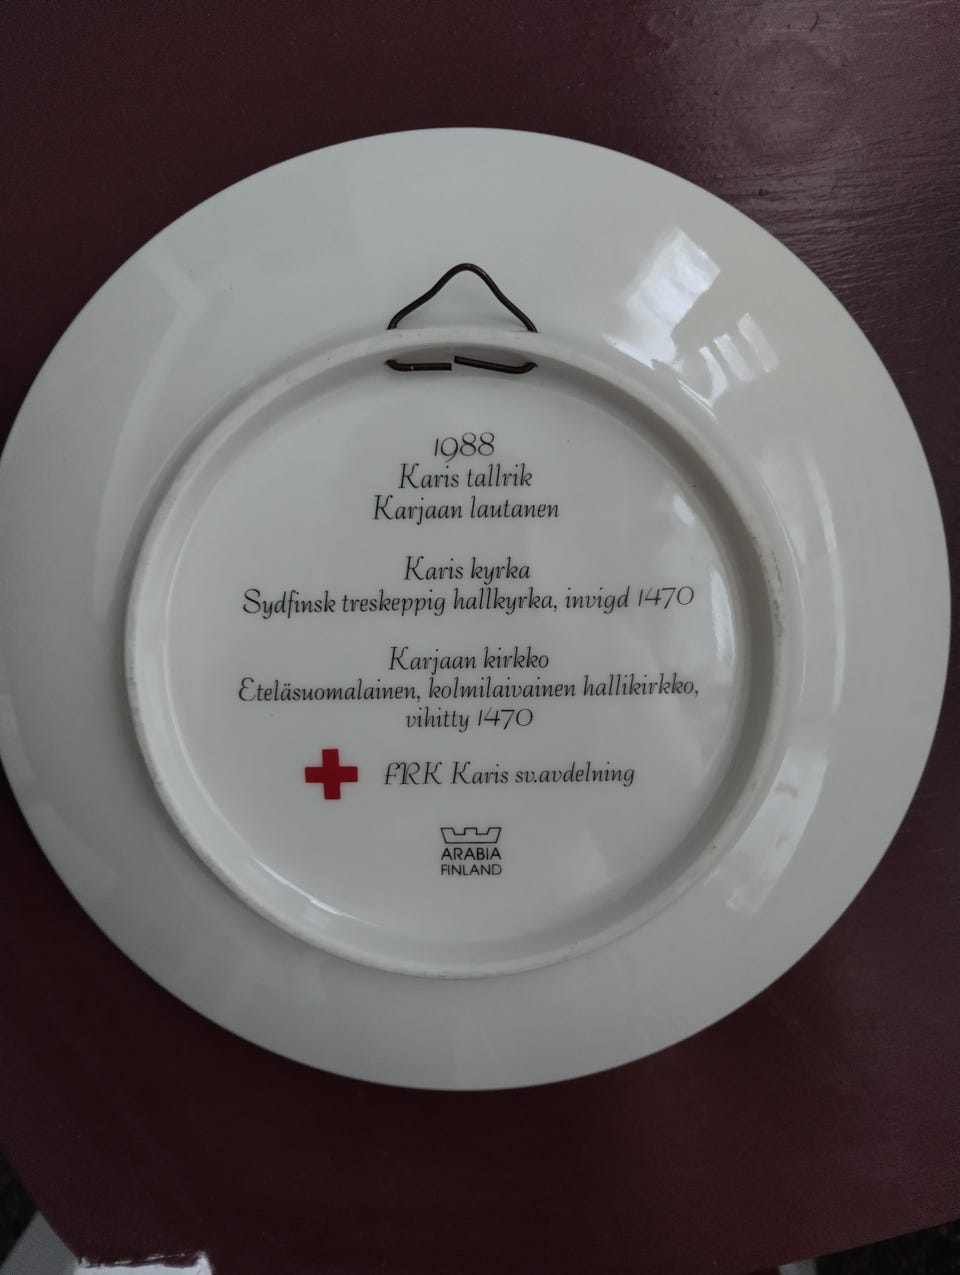 1988
Karis tallrik
Karjaan lautanen
Karis kyrka
Sydfinsk treskeppig hallkyrka, invigd 1470
Karjaan kirkko
Eteläsuomalainen, kolmilaivainen hallikirkko,
vihitty 1470
FRK Karis sv.avdelning
ARABIA
FINLAND